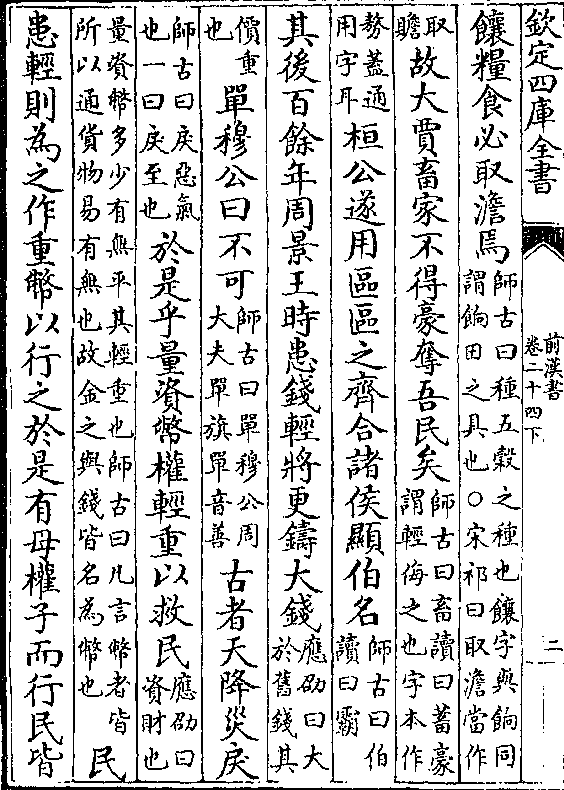 欽定四庫全書
前漢書
卷二十四下
二
饟糧食必取澹焉師古曰種五穀之種也饟字與餉同謂餉田之具也○宋祁曰取澹當作
取贍故大賈畜家不得豪奪吾民矣師古曰畜讀曰蓄豪謂輕侮之也字本作
𠢕蓋通用字耳桓公遂用區區之齊合諸侯顯伯名師古曰伯讀曰霸
其後百餘年周景王時患錢輕將更鑄大錢應劭曰大於舊錢其
價重也單穆公曰不可師古曰單穆公周大夫單旗單音善古者天降災戾
師古曰戾惡氣也一曰戾至也於是乎量資幣權輕重以救民應劭曰資財也
量資幣多少有無平其輕重也師古曰凡言幣者皆所以通貨物易有無也故金之與錢皆名為幣也民
患輕則為之作重幣以行之於是有母權子而行民皆